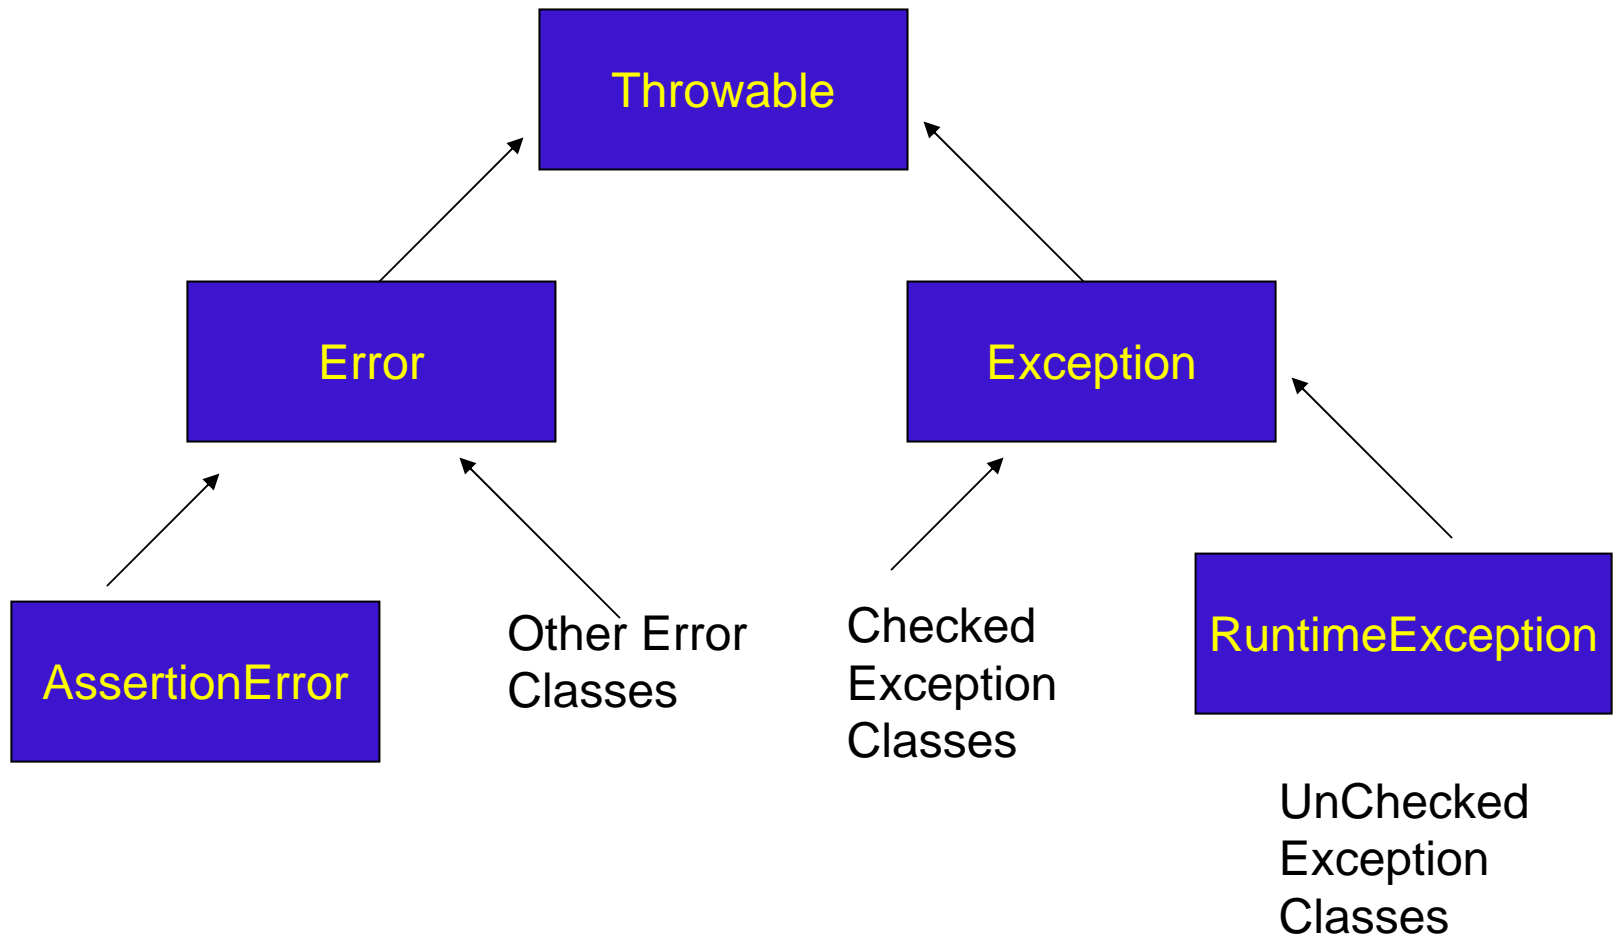 Throwable
Error
Exception
AssertionError
Other Error
Classes
Checked
Exception
Classes
RuntimeException
UnChecked
Exception
Classes